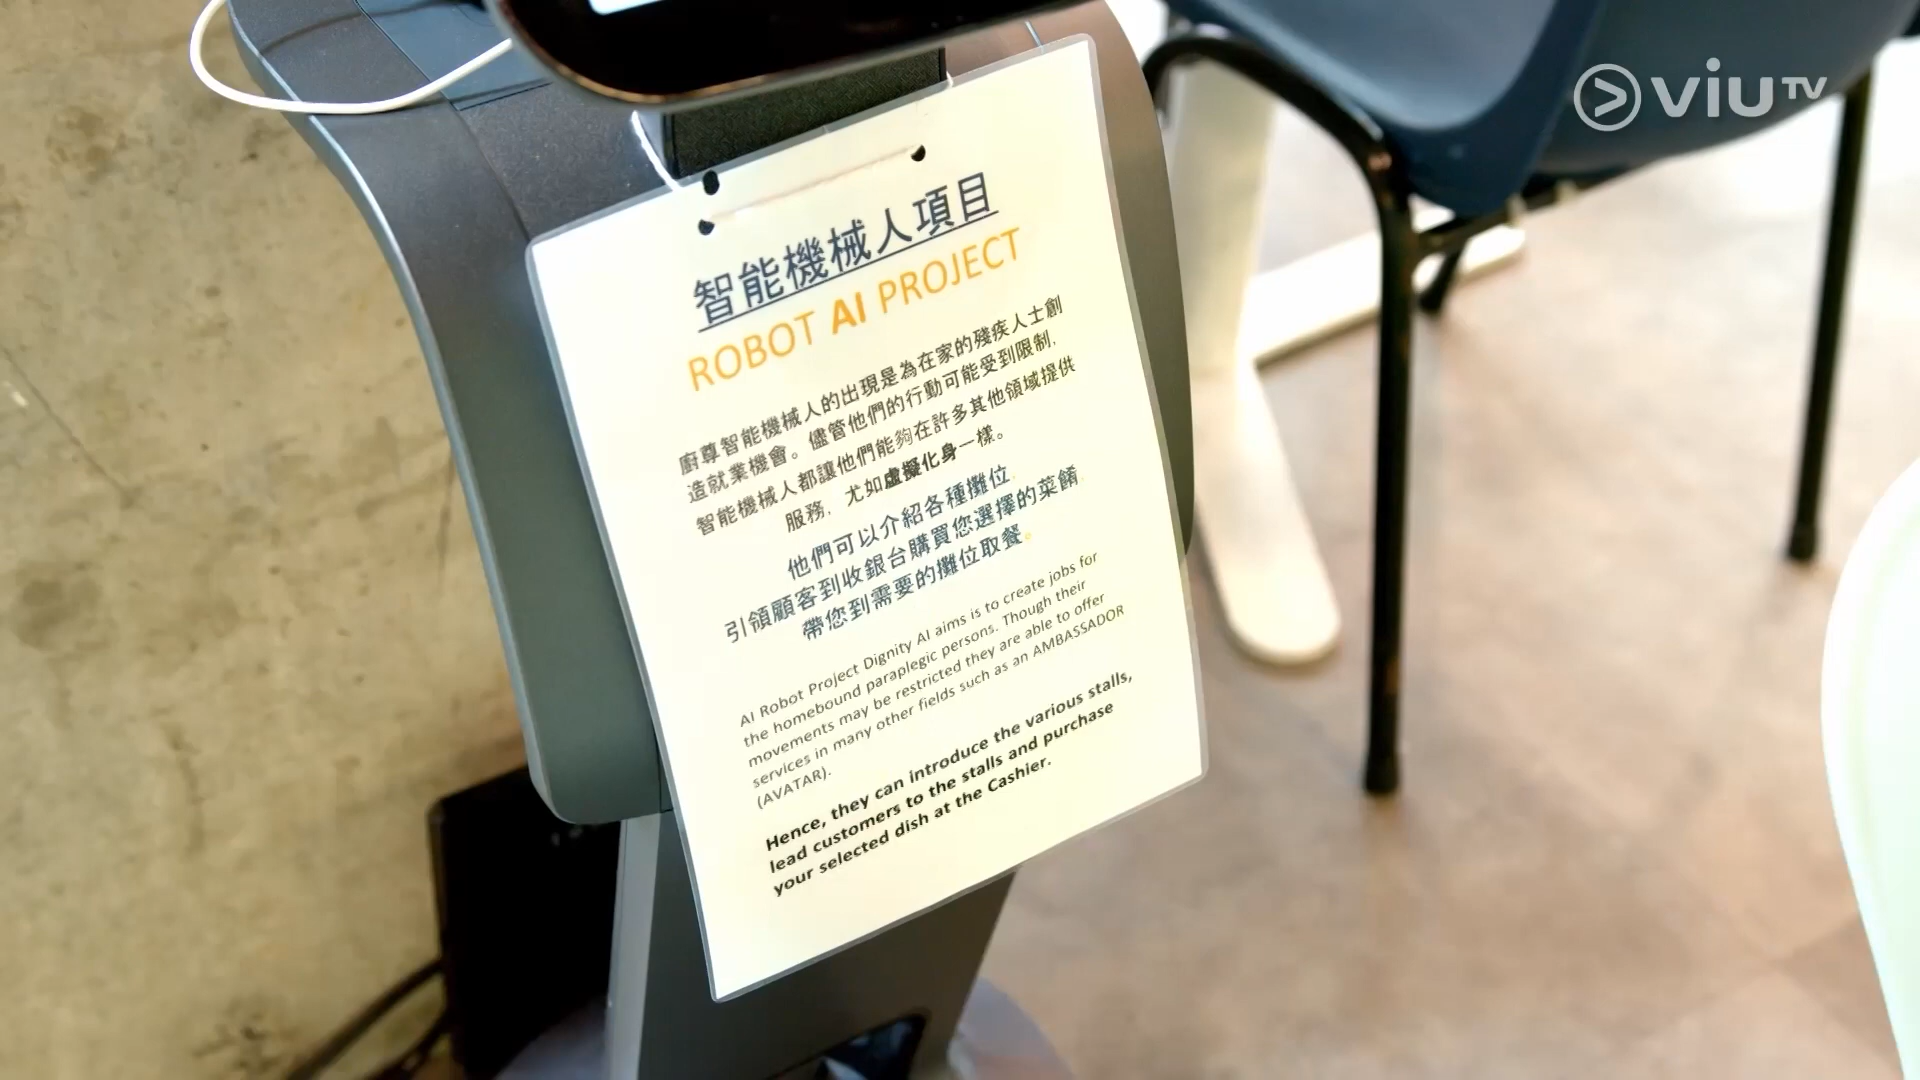 viuTV
智能機械人項目
ROBOT AI PROJECT
廚尊智能機械人的出現是為在家的殘疾人士創
造就業機會。儘管他們的行動可能受到限制,
智能機械人都讓他們能夠在許多其他領域提供
服務, 尤如虛擬化身一樣。
他們可以介紹各種攤位,
引領顧客到收銀台購買您選擇的菜餚,
帶您到需要的攤位取餐。
AI Robot Project Dignity AI aims is to create jobs for
the homebound paraplegic persons. Though their
movements may be restricted they are able to offer
services in many other fields such as an AMBASSADOR
(AVATAR).
Hence, they can introduce the various stalls,
lead customers to the stalls and purchase
your selected dish at the Cashier.